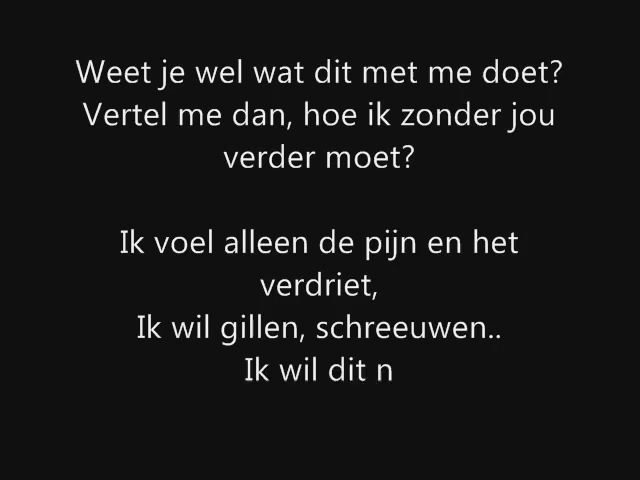 Weet je wel wat dit met me doet?
Vertel me dan, hoe ik zonder jou
verder moet?
Ik voel alleen de pijn en het
verdriet,
Ik wil gillen, schreeuwen..
Ik wil dit n